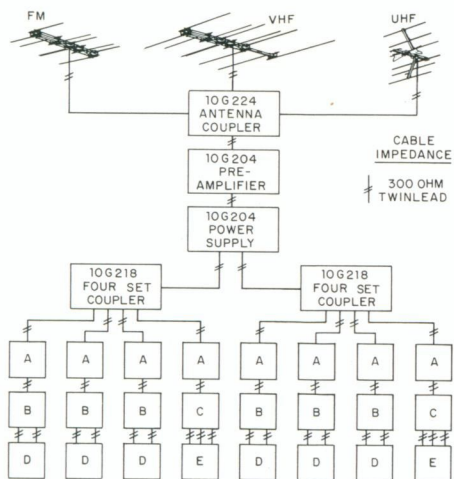 FM
VHF
UHF
10G224
ANTENNA
COUPLER
CABLE
IMPEDANCE
10G204
PRE-
AMPLIFIER
300 OHM
TWINLEAD
10G204
POWER
SUPPLY
10G218
FOUR SET
COUPLER
10G218
FOUR SET
COUPLER
A A A A A A A A
B B B C B B B C
D D D E D D D E